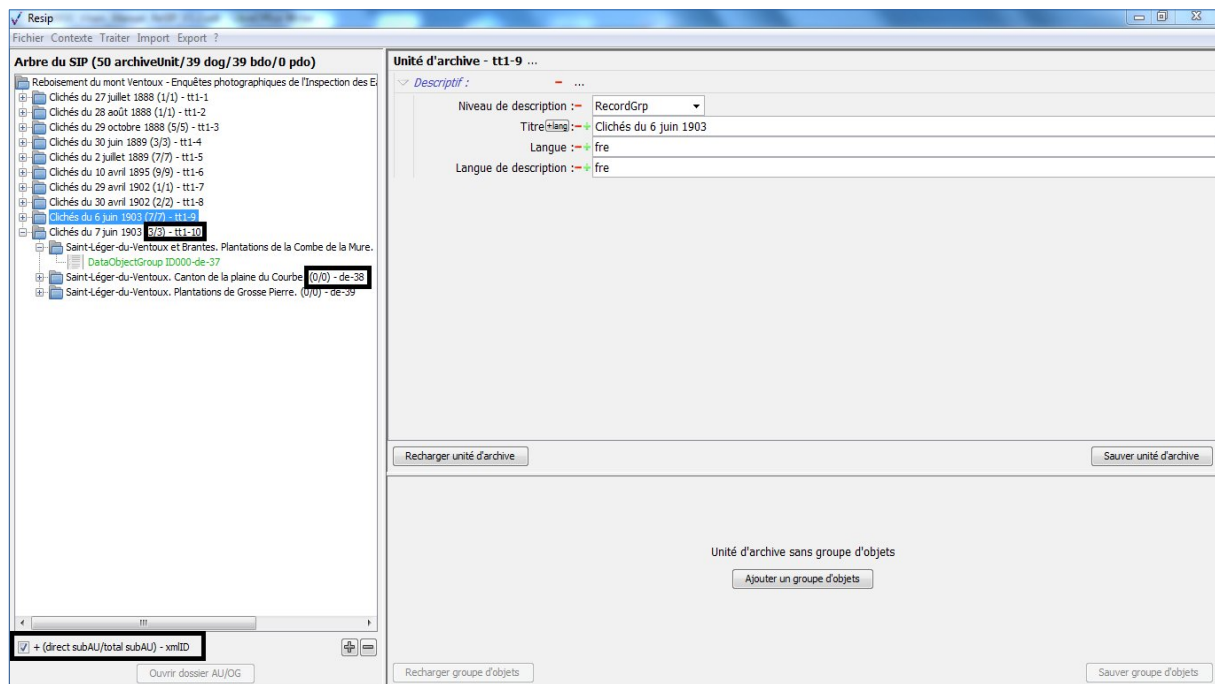 Resip
Fichier Contexte Traiter Import Export ?
Arbre du SIP (50 archiveUnit/39 dog/39 bdo/0 pdo)
Reboisement du mont Ventoux - Enquêtes photographiques de l'Inspection des E
Clichés du 27 juillet 1888 (1/1) - tt1-1
Clichés du 28 août 1888 (1/1) - tt1-2
Clichés du 29 octobre 1888 (5/5) - tt1-3
Clichés du 30 juin 1889 (3/3) - tt1-4
Clichés du 2 juillet 1889 (7/7) - tt1-5
Clichés du 10 avril 1895 (9/9) - tt1-6
Clichés du 29 avril 1902 (1/1) - tt1-7
Clichés du 30 avril 1902 (2/2) - tt1-8
Clichés du 6 juin 1903 (7/7) - tt1-9
Clichés du 7 juin 1903 (3/3) - tt1-10
Saint-Léger-du-Ventoux et Brantes. Plantations de la Combe de la Mure.
DataObjectGroup ID000-de-37
Saint-Léger-du-Ventoux. Canton de la plaine du Courbe (0/0) - de-38
Saint-Léger-du-Ventoux. Plantations de Grosse Pierre. (0/0) - de-39
+ (direct subAU/total subAU) - xmlID
Ouvrir dossier AU/OG
Unité d'archive - tt1-9 ...
Descriptif : - ...
Niveau de description :- RecordGrp
Titre +lang :-+ Clichés du 6 juin 1903
Langue :-+ fre
Langue de description :-+ fre
Recharger unité d'archive Sauver unité d'archive
Unité d'archive sans groupe d'objets
Ajouter un groupe d'objets
Recharger groupe d'objets Sauver groupe d'objets